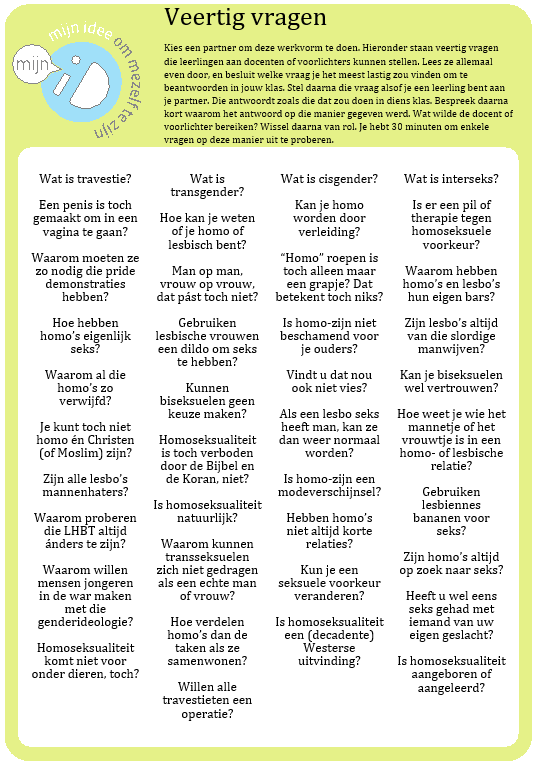 Veertig vragen
mijn idee om mezelf te zijn
mijn
Kies een partner om deze werkvorm te doen. Hieronder staan veertig vragen
die leerlingen aan docenten of voorlichters kunnen stellen. Lees ze allemaal
even door, en besluit welke vraag je het meest lastig zou vinden om te
beantwoorden in jouw klas. Stel daarna die vraag alsof je een leerling bent aan
je partner. Die antwoordt zoals die dat zou doen in diens klas. Bespreek daarna
kort waarom het antwoord op die manier gegeven werd. Wat wilde de docent of
voorlichter bereiken? Wissel daarna van rol. Je hebt 30 minuten om enkele
vragen op deze manier uit te proberen.
Wat is travestie?
Een penis is toch
gemaakt om in een
vagina te gaan?
Waarom moeten ze
zo nodig die pride
demonstraties
hebben?
Hoe hebben
homo's eigenlijk
seks?
Waarom al die
homo's zo
verwijfd?
Je kunt toch niet
homo én Christen
(of Moslim) zijn?
Zijn alle lesbo's
mannenhaters?
Waarom proberen
die LHBT altijd
ánders te zijn?
Waarom willen
mensen jongeren
in de war maken
met die
genderideologie?
Homoseksualiteit
komt niet voor
onder dieren, toch?
Wat is
transgender?
Hoe kan je weten
of je homo of
lesbisch bent?
Man op man,
vrouw op vrouw,
dat pást toch niet?
Gebruiken
lesbische vrouwen
een dildo om seks
te hebben?
Kunnen
biseksuelen geen
keuze maken?
Homoseksualiteit
is toch verboden
door de Bijbel en
de Koran, niet?
Is homoseksualiteit
natuurlijk?
Waarom kunnen
transseksuelen
zich niet gedragen
als een echte man
of vrouw?
Hoe verdelen
homo's dan de
taken als ze
samenwonen?
Willen alle
travestieten een
operatie?
Wat is cisgender?
Kan je homo
worden door
verleiding?
“Homo” roepen is
toch alleen maar
een grapje? Dat
betekent toch niks?
Is homo-zijn niet
beschamend voor
je ouders?
Vindt u dat nou
ook niet vies?
Als een lesbo seks
heeft man, kan ze
dan weer normaal
worden?
Is homo-zijn een
modeverschijnsel?
Hebben homo's
niet altijd korte
relaties?
Kun je een
seksuele voorkeur
veranderen?
Is homoseksualiteit
een (decadente)
Westerse
uitvinding?
Wat is interseks?
Is er een pil of
therapie tegen
homoseksuele
voorkeur?
Waarom hebben
homo's en lesbo's
hun eigen bars?
Zijn lesbo's altijd
van die slordige
manwijven?
Kan je biseksuelen
wel vertrouwen?
Hoe weet je wie het
mannetje of het
vrouwtje is in een
homo- of lesbische
relatie?
Gebruiken
lesbiennes
bananen voor
seks?
Zijn homo's altijd
op zoek naar seks?
Heeft u wel eens
seks gehad met
iemand van uw
eigen geslacht?
Is homoseksualiteit
aangeboren of
aangeleerd?